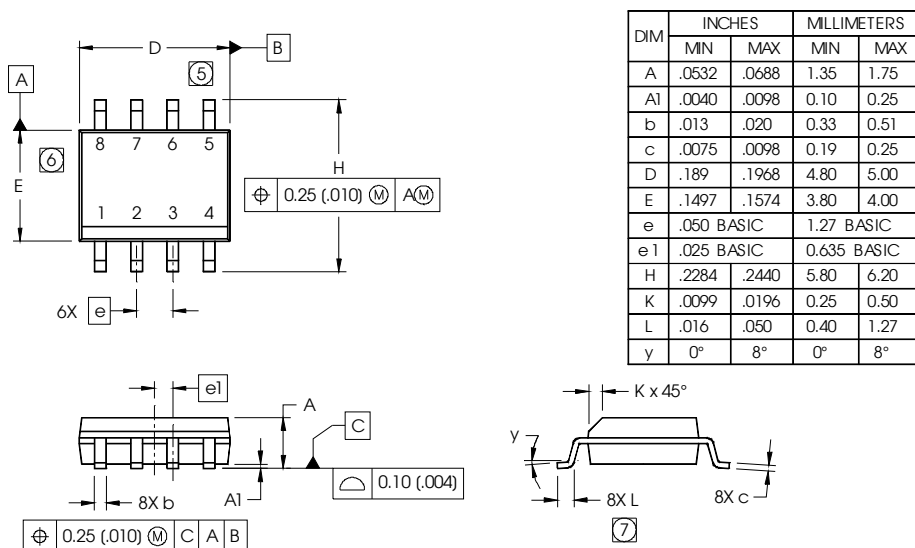 D
B
5
A
8 7 6 5
6
E
H
⌖ 0.25 (.010) Ⓜ AⓂ
1 2 3 4
6X e
DIM INCHES MILLIMETERS
MIN MAX MIN MAX
A .0532 .0688 1.35 1.75
A1 .0040 .0098 0.10 0.25
b .013 .020 0.33 0.51
c .0075 .0098 0.19 0.25
D .189 .1968 4.80 5.00
E .1497 .1574 3.80 4.00
e .050 BASIC 1.27 BASIC
e1 .025 BASIC 0.635 BASIC
H .2284 .2440 5.80 6.20
K .0099 .0196 0.25 0.50
L .016 .050 0.40 1.27
y 0° 8° 0° 8°
e1
A
C
0.10 (.004)
8X b
A1
⌖ 0.25 (.010) Ⓜ C A B
K x 45°
y
8X L
8X c
7